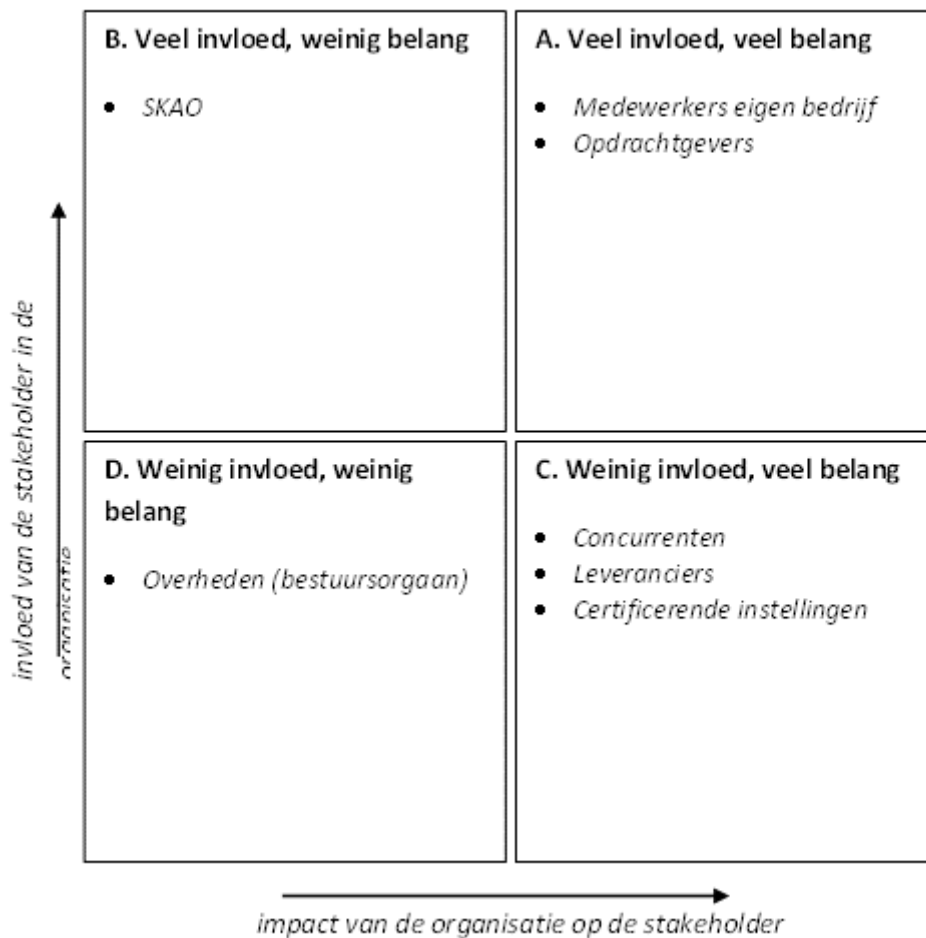 B. Veel invloed, weinig belang
• SKAO
A. Veel invloed, veel belang
• Medewerkers eigen bedrijf
• Opdrachtgevers
D. Weinig invloed, weinig
belang
• Overheden (bestuursorgaan)
C. Weinig invloed, veel belang
• Concurrenten
• Leveranciers
• Certificerende instellingen
invloed van de stakeholder in de
organisatie
impact van de organisatie op de stakeholder